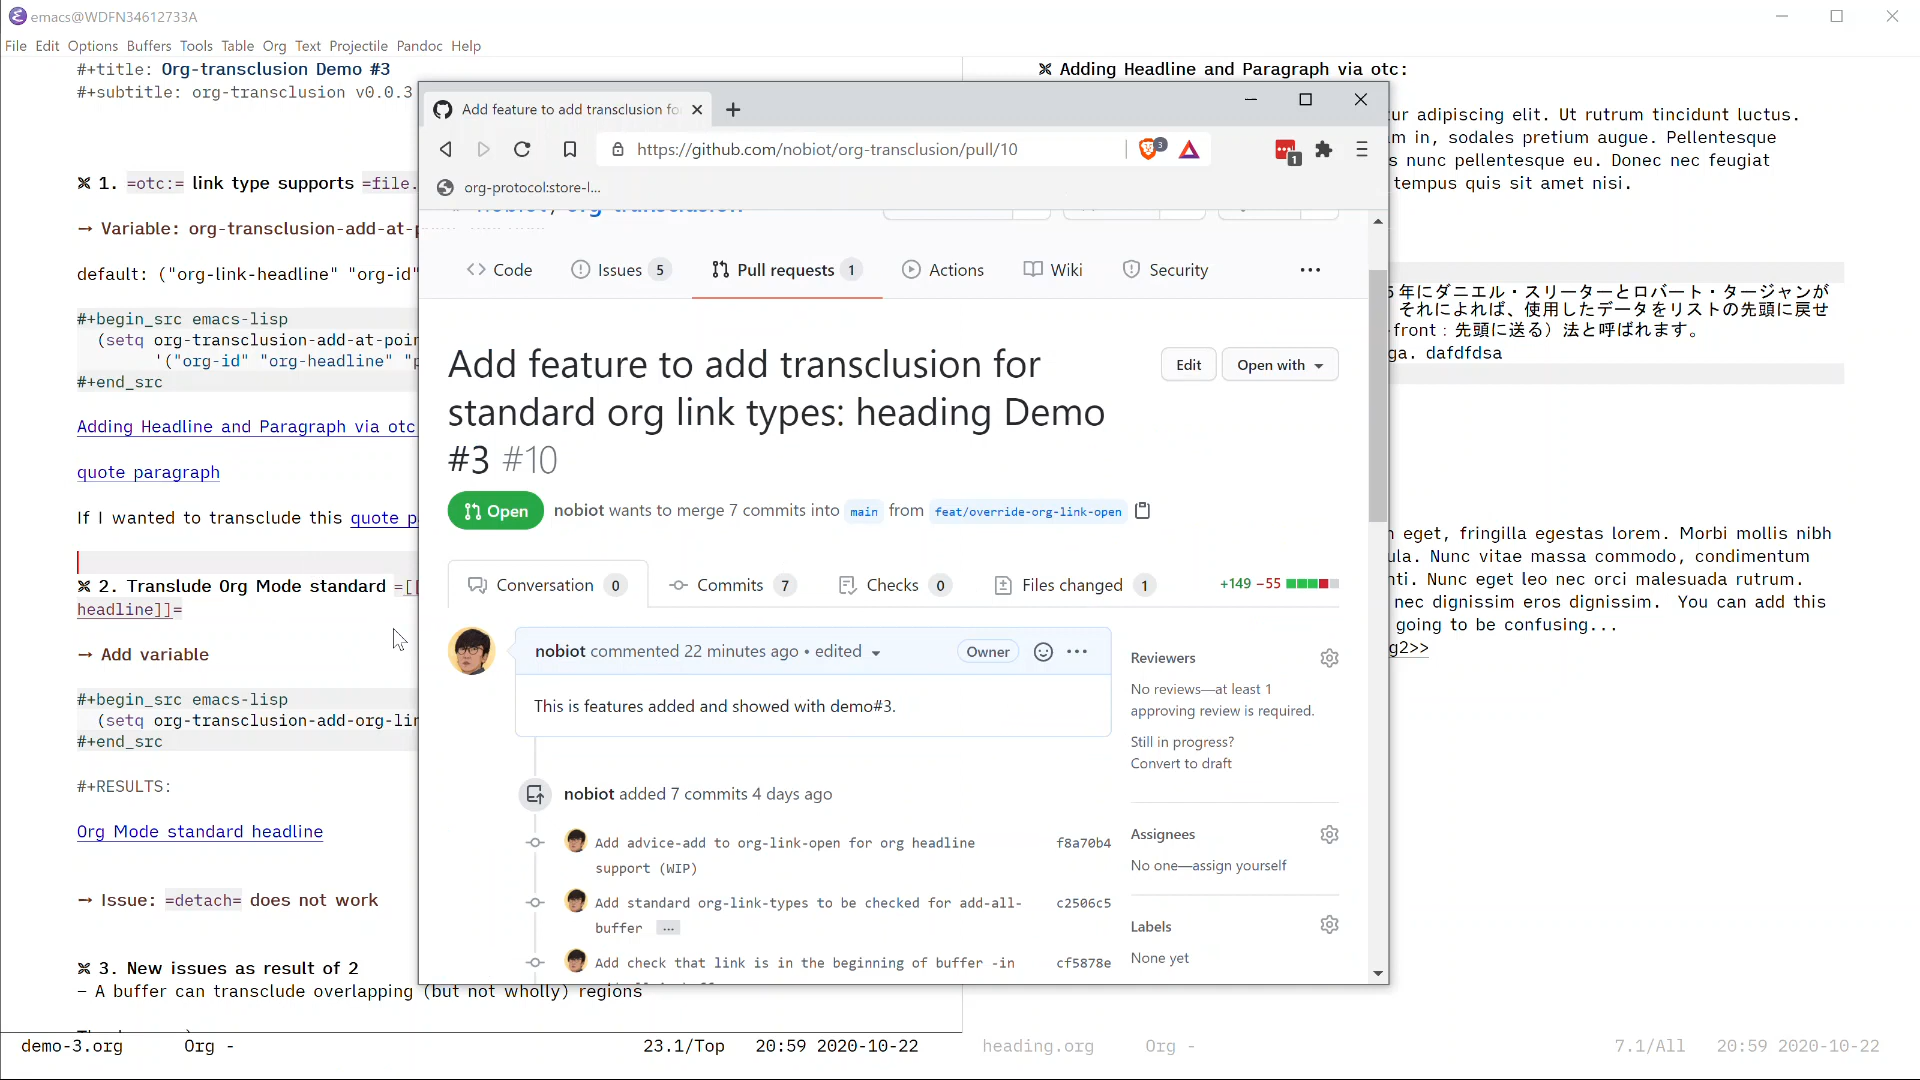 emacs@WDFN34612733A
File Edit Options Buffers Tools Table Org Text Projectile Pandoc Help
#+title: Org-transclusion Demo #3
#+subtitle: org-transclusion v0.0.3
1. =otc:= link type supports =file.
→ Variable: org-transclusion-add-at-p
default: ("org-link-headline" "org-id"
#+begin_src emacs-lisp
(setq org-transclusion-add-at-poin
'("org-id" "org-headline" "p
#+end_src
Adding Headline and Paragraph via otc
quote paragraph
If I wanted to transclude this quote p
2. Translude Org Mode standard =[[
headline]]=
→ Add variable
#+begin_src emacs-lisp
(setq org-transclusion-add-org-lin
#+end_src
#+RESULTS:
Org Mode standard headline
→ Issue: =detach= does not work
3. New issues as result of 2
- A buffer can transclude overlapping (but not wholly) regions
demo-3.org Org - 23.1/Top 20:59 2020-10-22
Add feature to add transclusion fo
https://github.com/nobiot/org-transclusion/pull/10
3
1
org-protocol:store-l...
nobiot/org-transclusion
Code Issues 5 Pull requests 1 Actions Wiki Security
Add feature to add transclusion for
standard org link types: heading Demo
#3 #10
Edit Open with
Open nobiot wants to merge 7 commits into main from feat/override-org-link-open
Conversation 0 Commits 7 Checks 0 Files changed 1 +149 −55
nobiot commented 22 minutes ago • edited Owner
This is features added and showed with demo#3.
nobiot added 7 commits 4 days ago
Add advice-add to org-link-open for org headline f8a70b4
support (WIP)
Add standard org-link-types to be checked for add-all- c2506c5
buffer …
Add check that link is in the beginning of buffer -in cf5878e
Reviewers
No reviews—at least 1
approving review is required.
Still in progress?
Convert to draft
Assignees
No one—assign yourself
Labels
None yet
Adding Headline and Paragraph via otc:
ur adipiscing elit. Ut rutrum tincidunt luctus.
m in, sodales pretium augue. Pellentesque
s nunc pellentesque eu. Donec nec feugiat
tempus quis sit amet nisi.
5年にダニエル・スリーターとロバート・タージャンが
それによれば、使用したデータをリストの先頭に戻せ
-front：先頭に送る）法と呼ばれます。
ga. dafdfdsa
n eget, fringilla egestas lorem. Morbi mollis nibh
ula. Nunc vitae massa commodo, condimentum
nti. Nunc eget leo nec orci malesuada rutrum.
nec dignissim eros dignissim. You can add this
going to be confusing...
g2>>
heading.org Org - 7.1/All 20:59 2020-10-22